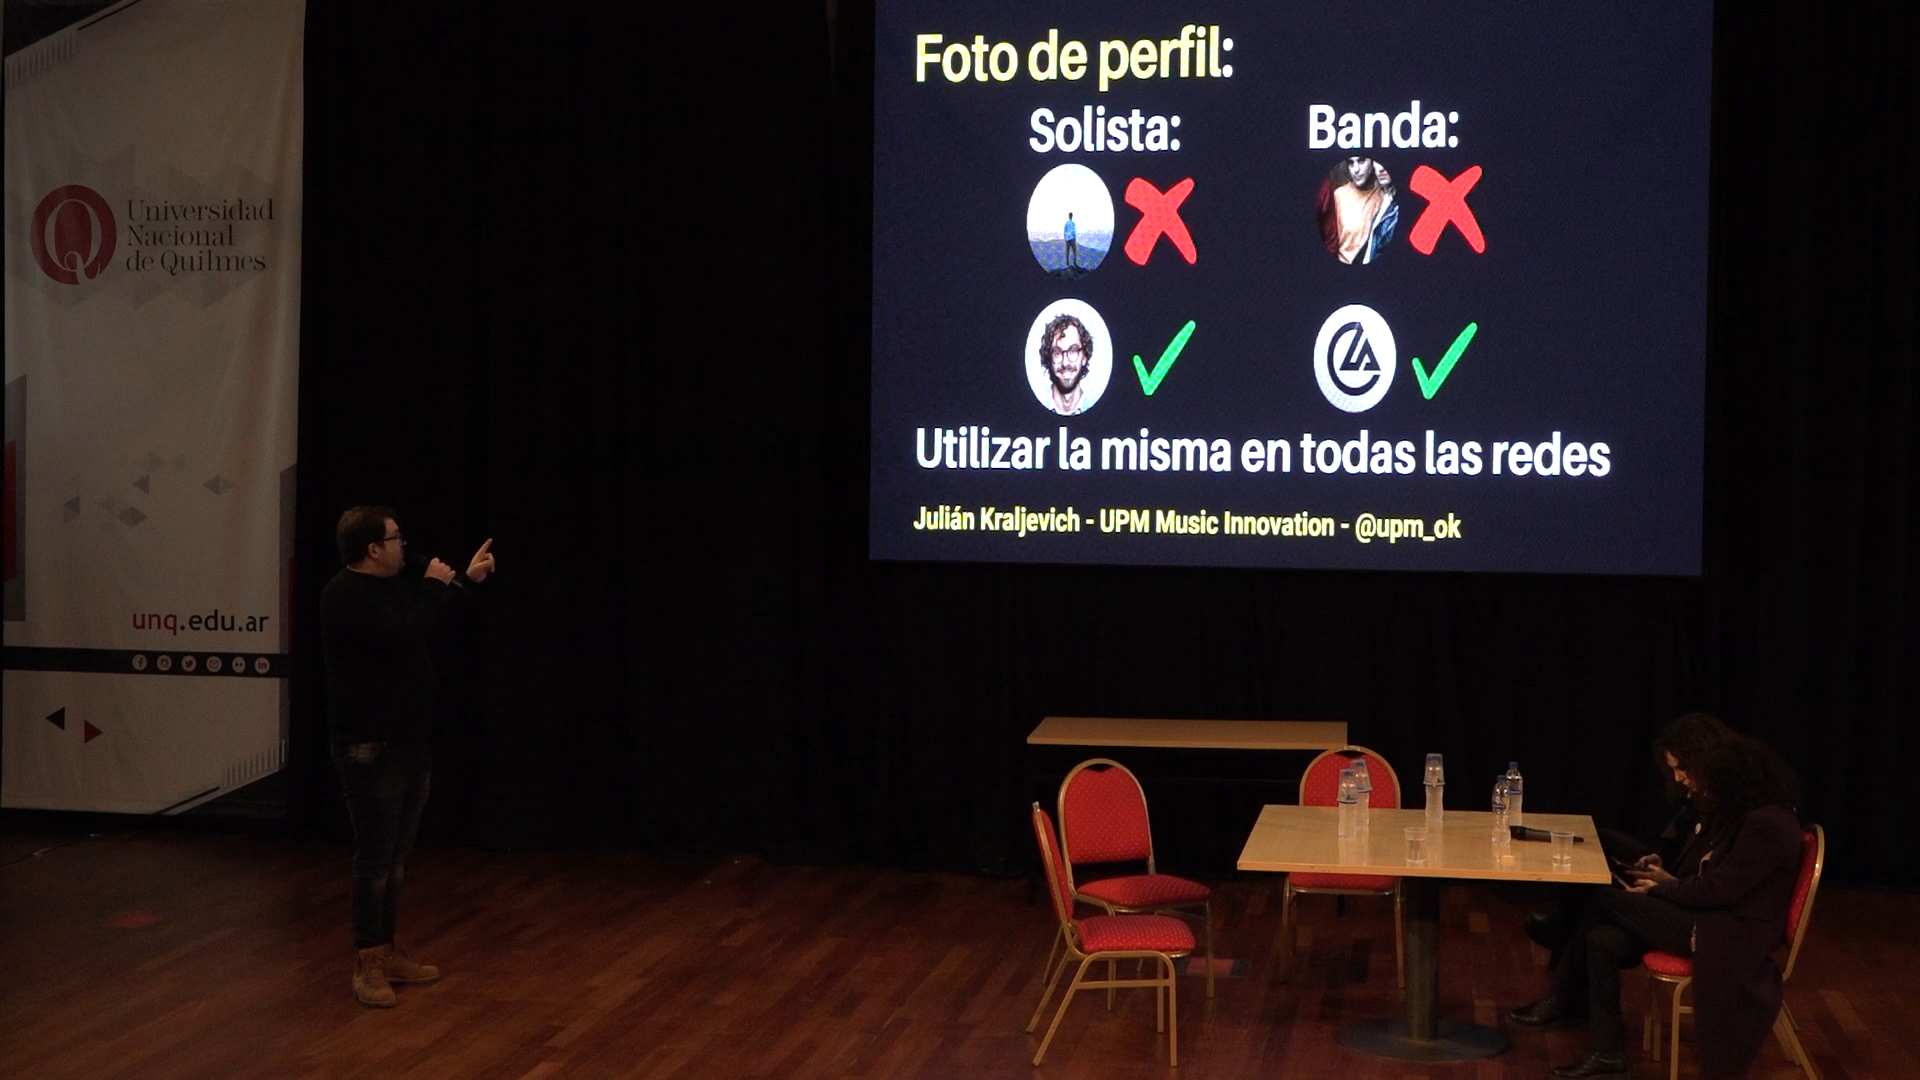 Foto de perfil:
Solista:
Banda:
Utilizar la misma en todas las redes
Julián Kraljevich - UPM Music Innovation - @upm_ok
Universidad
Nacional
de Quilmes
unq.edu.ar